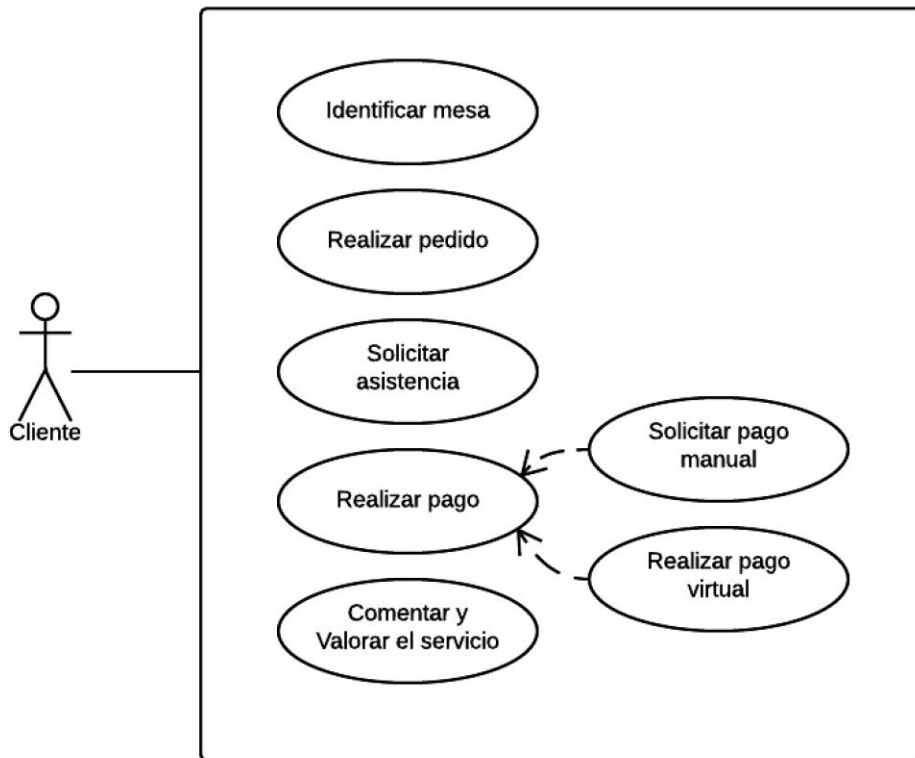 Identificar mesa
Realizar pedido
Solicitar
asistencia
Cliente
Solicitar pago
manual
Realizar pago
Realizar pago
virtual
Comentar y
Valorar el servicio